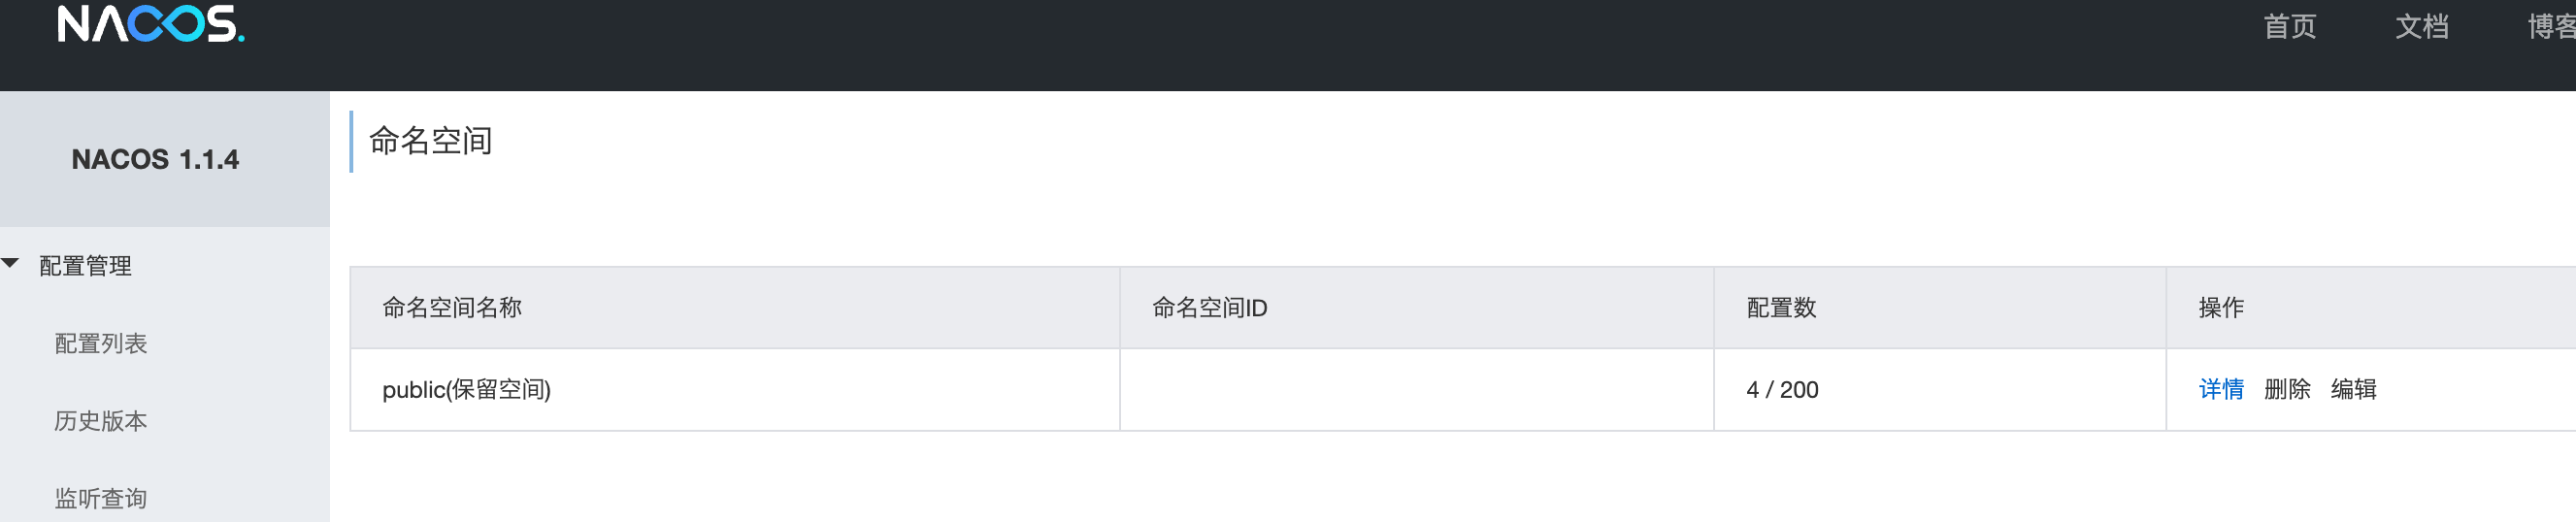 NACOS.
首页 文档 博客
NACOS 1.1.4
命名空间
配置管理
配置列表
历史版本
监听查询
命名空间名称 命名空间ID 配置数 操作
public(保留空间) 4 / 200 详情 删除 编辑